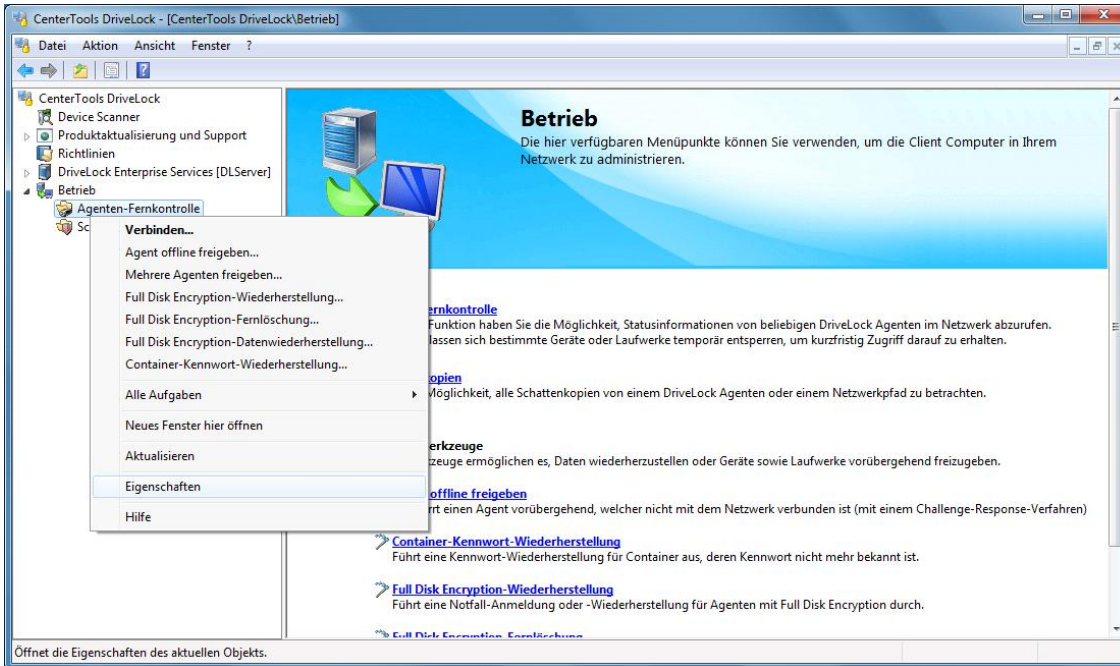 CenterTools DriveLock - [CenterTools DriveLock\Betrieb]
Datei Aktion Ansicht Fenster ?
CenterTools DriveLock
Device Scanner
Produktaktualisierung und Support
Richtlinien
DriveLock Enterprise Services [DLServer]
Betrieb
Agenten-Fernkontrolle
Sc
Verbinden...
Agent offline freigeben...
Mehrere Agenten freigeben...
Full Disk Encryption-Wiederherstellung...
Full Disk Encryption-Fernlöschung...
Full Disk Encryption-Datenwiederherstellung...
Container-Kennwort-Wiederherstellung...
Alle Aufgaben
Neues Fenster hier öffnen
Aktualisieren
Eigenschaften
Hilfe
Betrieb
Die hier verfügbaren Menüpunkte können Sie verwenden, um die Client Computer in Ihrem
Netzwerk zu administrieren.
ernkontrolle
Funktion haben Sie die Möglichkeit, Statusinformationen von beliebigen DriveLock Agenten im Netzwerk abzurufen.
lassen sich bestimmte Geräte oder Laufwerke temporär entsperren, um kurzfristig Zugriff darauf zu erhalten.
opien
Möglichkeit, alle Schattenkopien von einem DriveLock Agenten oder einem Netzwerkpfad zu betrachten.
erkzeuge
zeuge ermöglichen es, Daten wiederherzustellen oder Geräte sowie Laufwerke vorübergehend freizugeben.
offline freigeben
rt einen Agent vorübergehend, welcher nicht mit dem Netzwerk verbunden ist (mit einem Challenge-Response-Verfahren)
Container-Kennwort-Wiederherstellung
Führt eine Kennwort-Wiederherstellung für Container aus, deren Kennwort nicht mehr bekannt ist.
Full Disk Encryption-Wiederherstellung
Führt eine Notfall-Anmeldung oder -Wiederherstellung für Agenten mit Full Disk Encryption durch.
Full Disk Encryption-Fernlöschung
Öffnet die Eigenschaften des aktuellen Objekts.